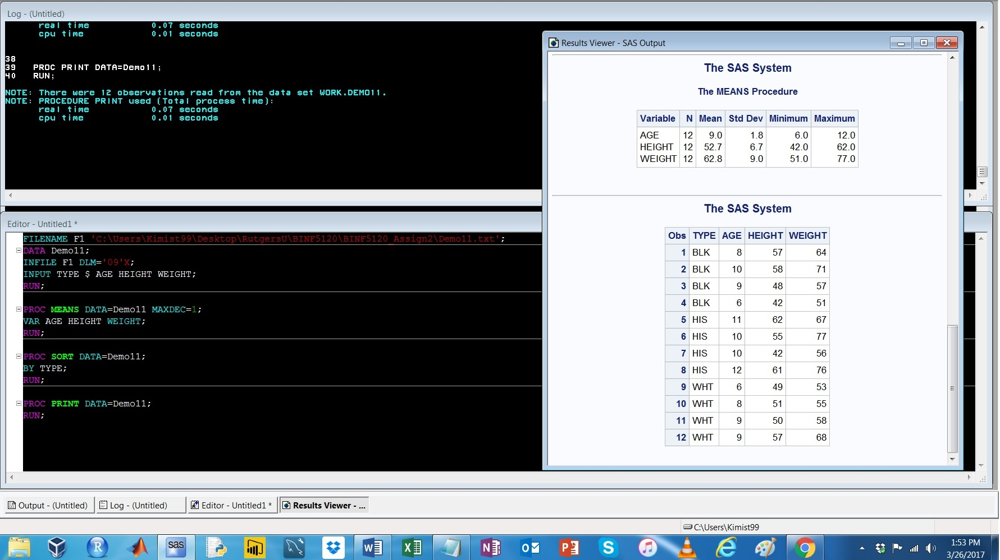 Log - (Untitled)
real time 0.07 seconds
cpu time 0.01 seconds
38
39 PROC PRINT DATA=Demo11;
40 RUN;
NOTE: There were 12 observations read from the data set WORK.DEMO11.
NOTE: PROCEDURE PRINT used (Total process time):
real time 0.07 seconds
cpu time 0.01 seconds
Editor - Untitled1 *
FILENAME F1 'C:\Users\Kimist99\Desktop\RutgersU\BINF5120\BINF5120_Assign2\Demo11.txt';
DATA Demo11;
INFILE F1 DLM='09'X;
INPUT TYPE $ AGE HEIGHT WEIGHT;
RUN;
PROC MEANS DATA=Demo11 MAXDEC=1;
VAR AGE HEIGHT WEIGHT;
RUN;
PROC SORT DATA=Demo11;
BY TYPE;
RUN;
PROC PRINT DATA=Demo11;
RUN;
Results Viewer - SAS Output
The SAS System
The MEANS Procedure
Variable N Mean Std Dev Minimum Maximum
AGE 12 9.0 1.8 6.0 12.0
HEIGHT 12 52.7 6.7 42.0 62.0
WEIGHT 12 62.8 9.0 51.0 77.0
The SAS System
Obs TYPE AGE HEIGHT WEIGHT
1 BLK 8 57 64
2 BLK 10 58 71
3 BLK 9 48 57
4 BLK 6 42 51
5 HIS 11 62 67
6 HIS 10 55 77
7 HIS 10 42 56
8 HIS 12 61 76
9 WHT 6 49 53
10 WHT 8 51 55
11 WHT 9 50 58
12 WHT 9 57 68
Output - (Untitled) Log - (Untitled) Editor - Untitled1 * Results Viewer - ...
C:\Users\Kimist99
1:53 PM
3/26/2017